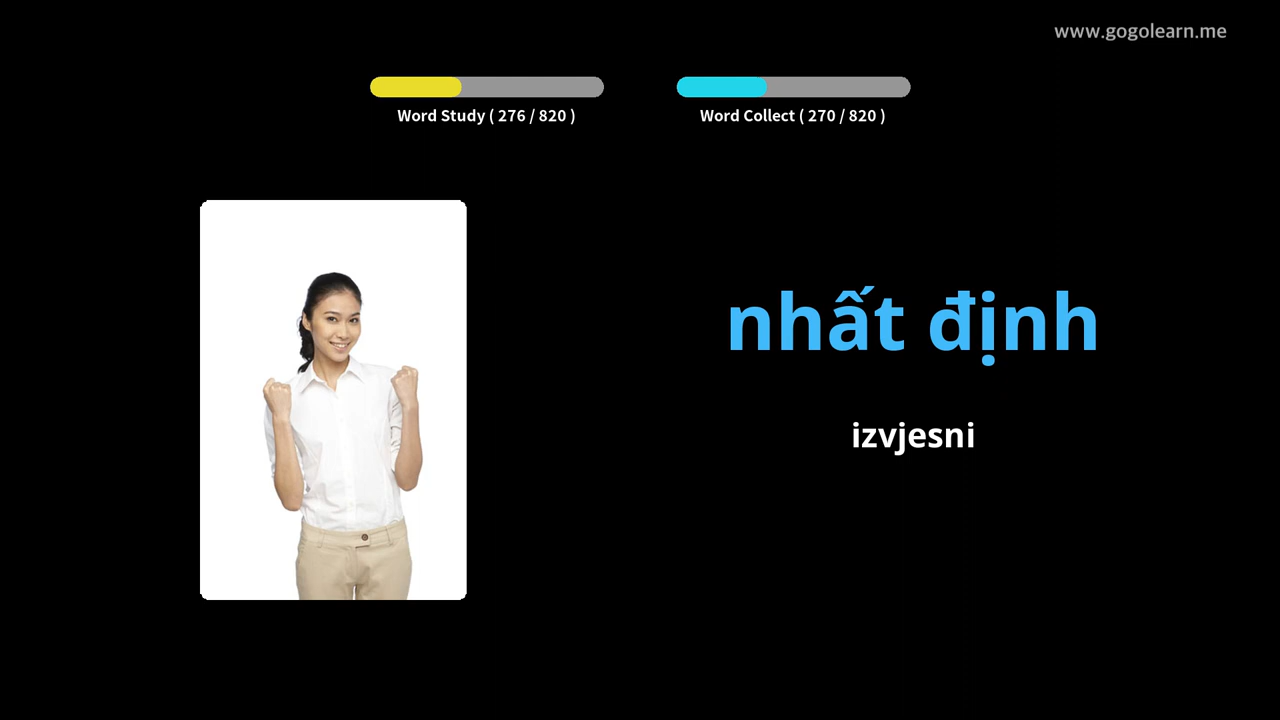 www.gogolearn.me
Word Study ( 276 / 820 )
Word Collect ( 270 / 820 )
nhất định
izvjesni